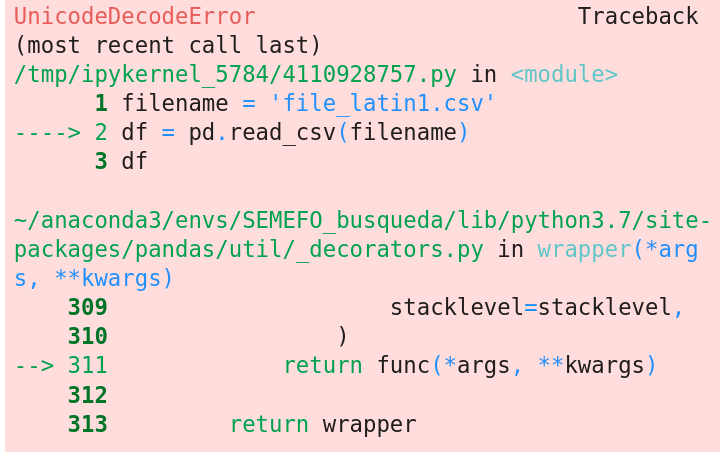 UnicodeDecodeError                        Traceback
(most recent call last)
/tmp/ipykernel_5784/4110928757.py in <module>
      1 filename = 'file_latin1.csv'
----> 2 df = pd.read_csv(filename)
      3 df

~/anaconda3/envs/SEMEFO_busqueda/lib/python3.7/site-
packages/pandas/util/_decorators.py in wrapper(*arg
s, **kwargs)
    309                     stacklevel=stacklevel,
    310                 )
--> 311             return func(*args, **kwargs)
    312
    313         return wrapper